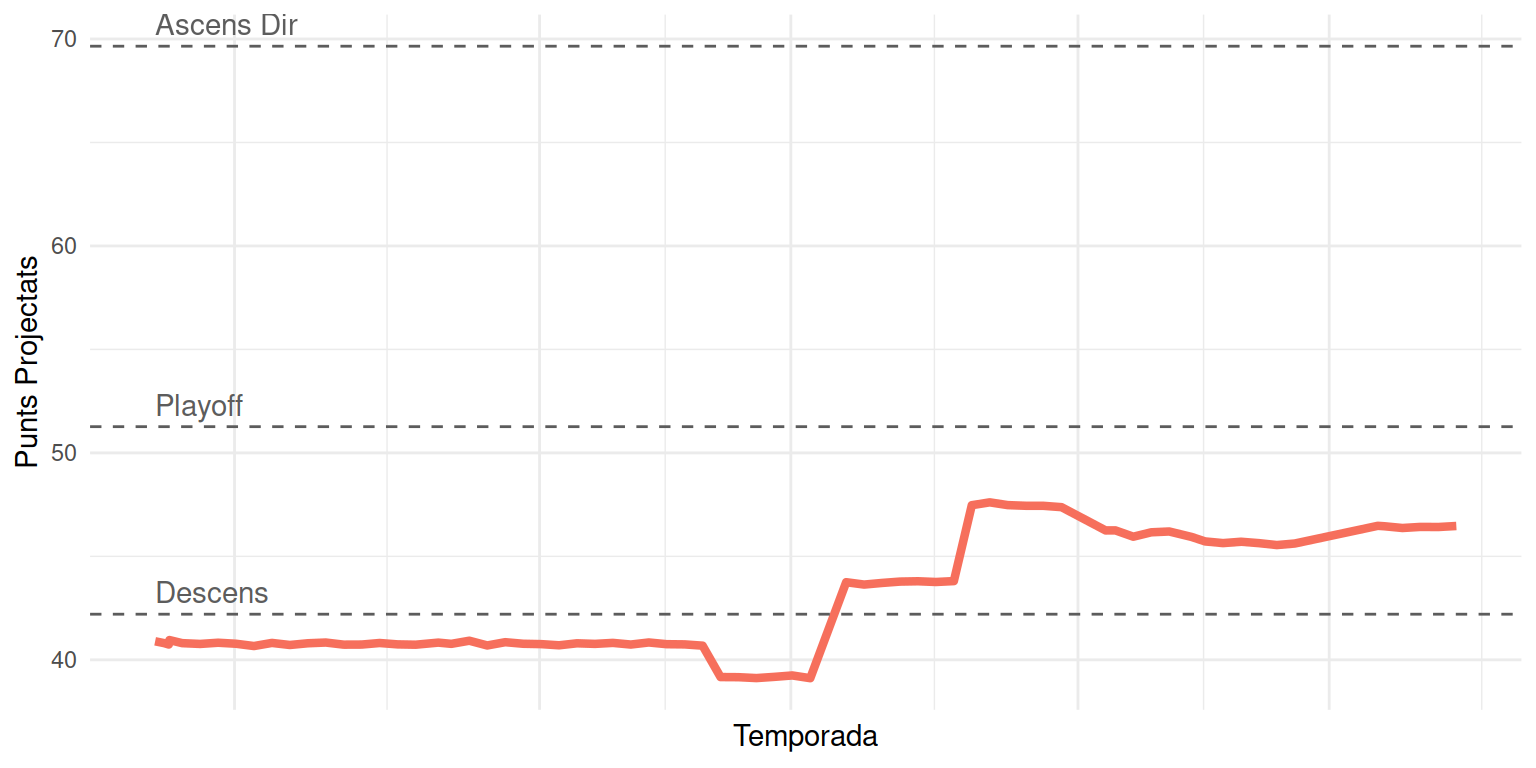 Ascens Dir
70
60
Playoff
50
Descens
40
Punts Projectats
Temporada